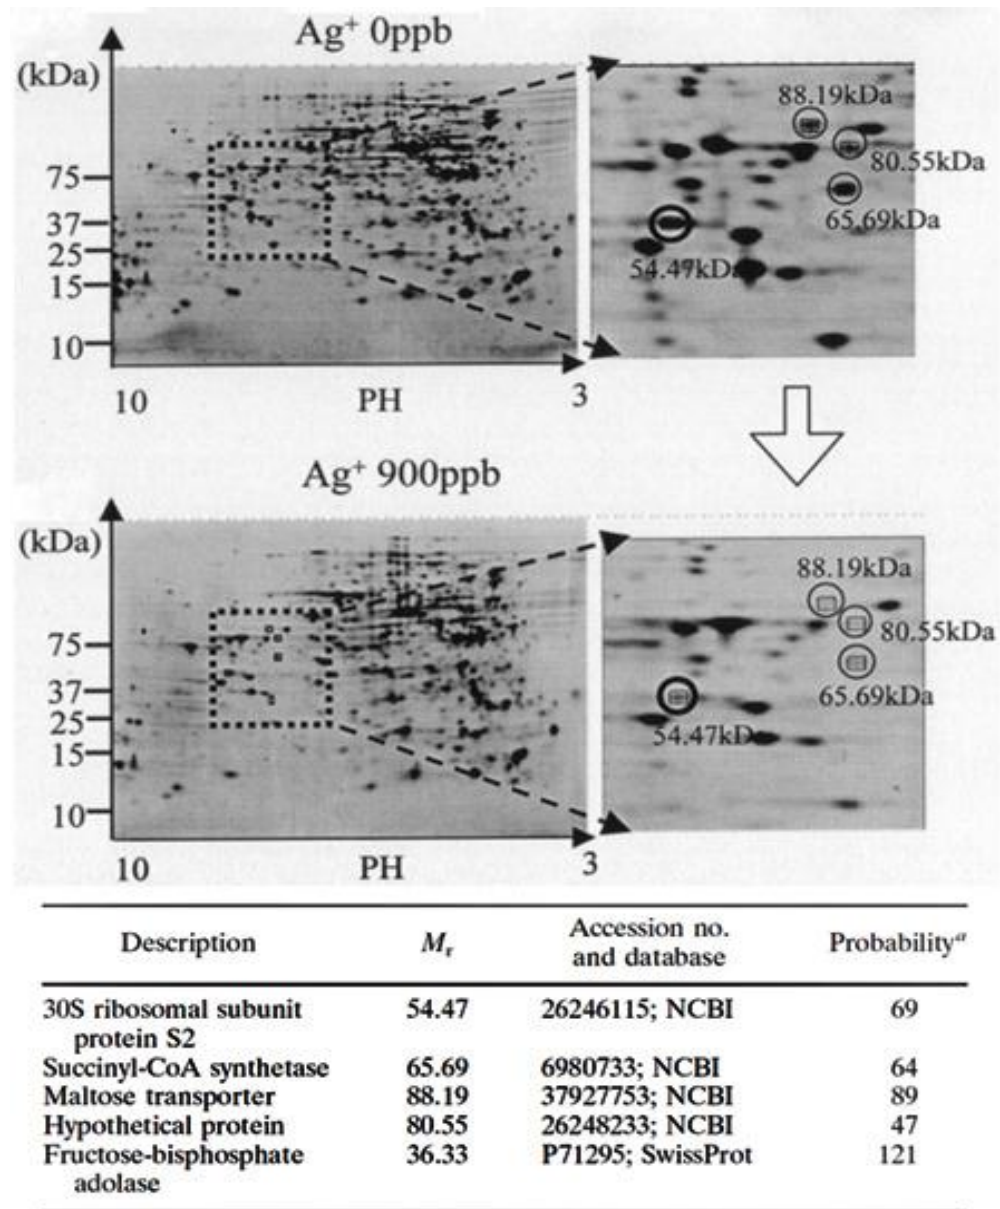 Ag+ 0ppb
(kDa)
88.19kDa
80.55kDa
75
65.69kDa
37
25
54.47kDa
15
10
10 PH 3
Ag+ 900ppb
(kDa)
88.19kDa
80.55kDa
75
65.69kDa
37
25
54.47kD
15
10
10 PH 3
Description Mr Accession no. and database Probabilitya
30S ribosomal subunit protein S2 54.47 26246115; NCBI 69
Succinyl-CoA synthetase 65.69 6980733; NCBI 64
Maltose transporter 88.19 37927753; NCBI 89
Hypothetical protein 80.55 26248233; NCBI 47
Fructose-bisphosphate adolase 36.33 P71295; SwissProt 121